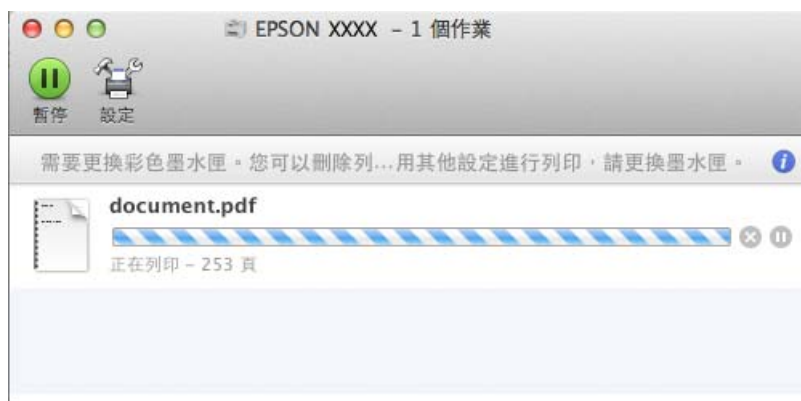 EPSON XXXX – 1 個作業
暫停 設定
需要更換彩色墨水匣。您可以刪除列...用其他設定進行列印，請更換墨水匣。
document.pdf
正在列印 – 253 頁